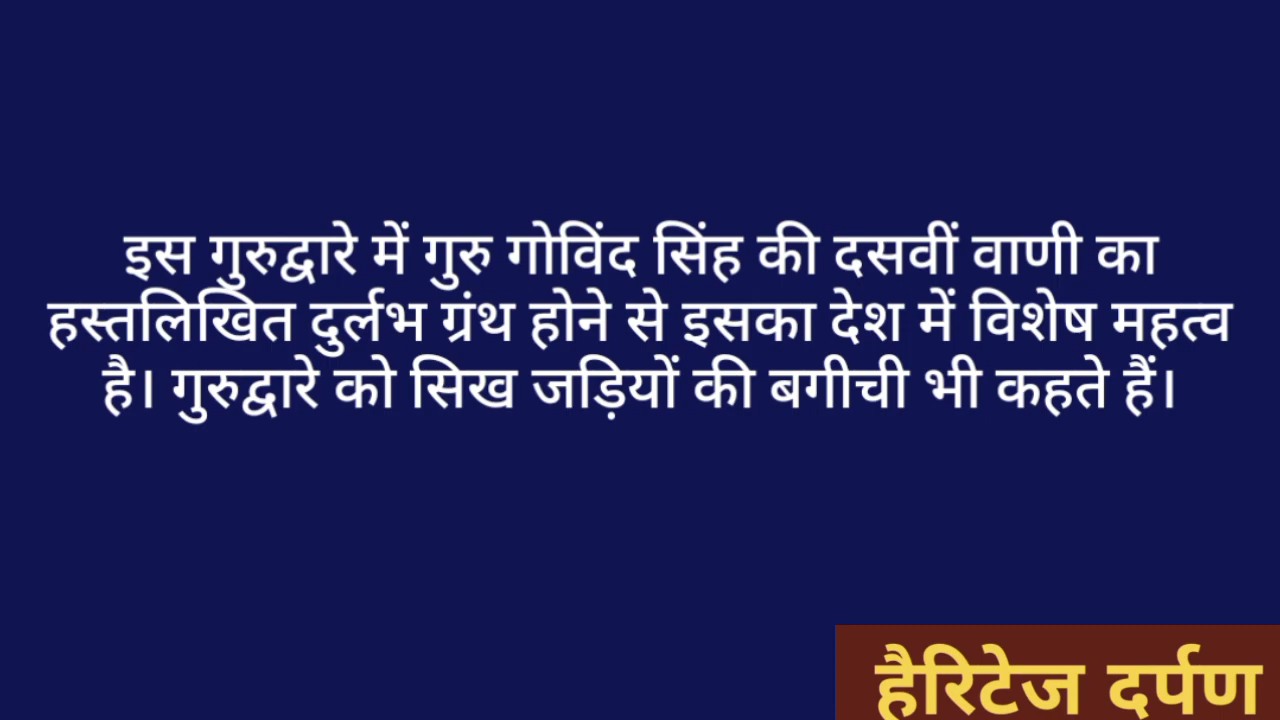 इस गुरुद्वारे में गुरु गोविंद सिंह की दसवीं वाणी का
हस्तलिखित दुर्लभ ग्रंथ होने से इसका देश में विशेष महत्व
है। गुरुद्वारे को सिख जड़ियों की बगीची भी कहते हैं।
हैरिटेज दर्पण